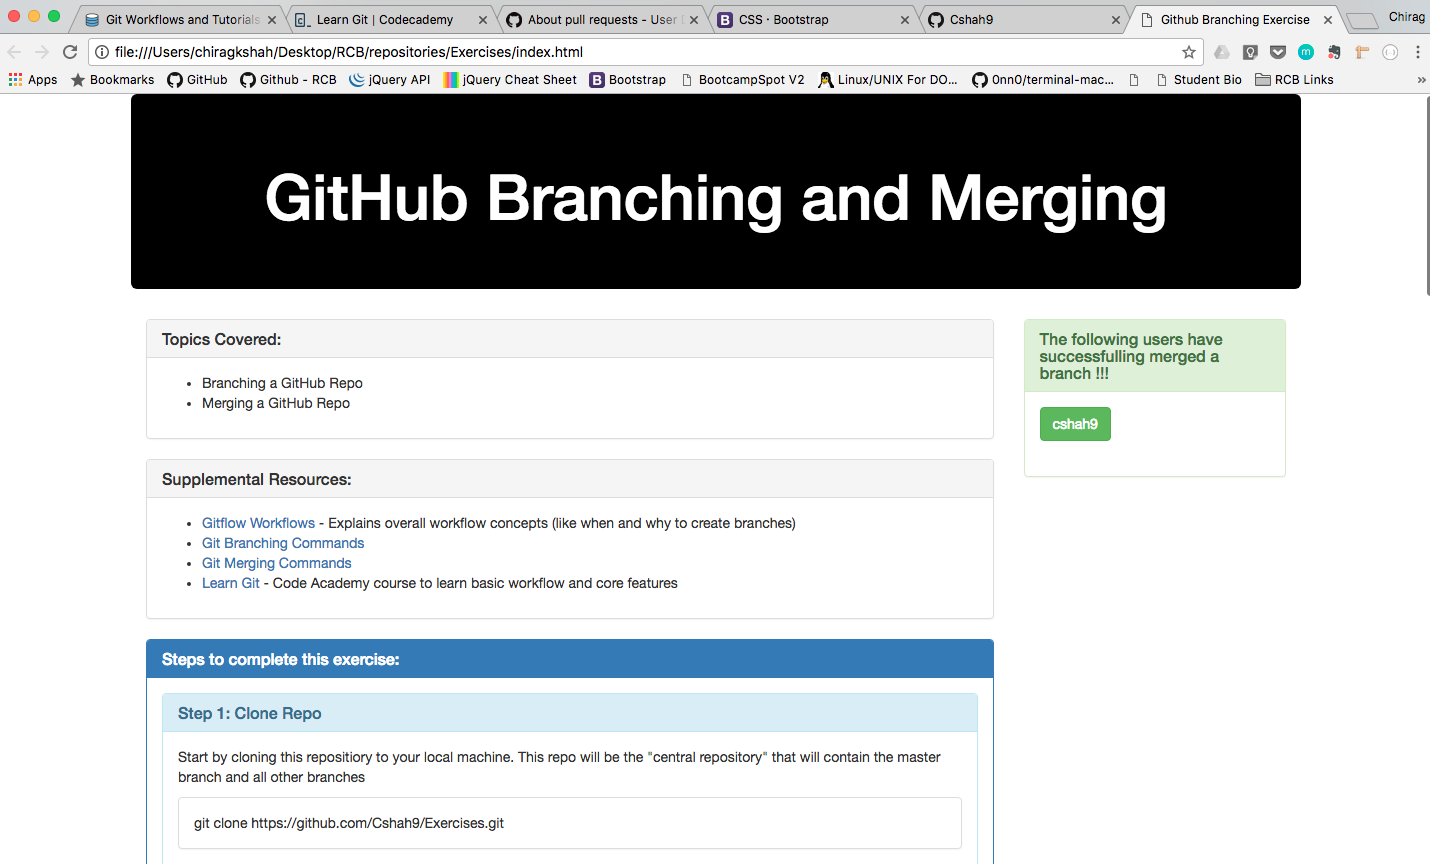 Git Workflows and Tutorials
Learn Git | Codecademy
About pull requests - User
CSS · Bootstrap
Cshah9
Github Branching Exercise
Chirag
file:///Users/chiragkshah/Desktop/RCB/repositories/Exercises/index.html
Apps
Bookmarks
GitHub
Github - RCB
jQuery API
jQuery Cheat Sheet
Bootstrap
BootcampSpot V2
Linux/UNIX For DO...
0nn0/terminal-mac...
Student Bio
RCB Links
»
GitHub Branching and Merging
Topics Covered:
• Branching a GitHub Repo
• Merging a GitHub Repo
The following users have
successfulling merged a
branch !!!
cshah9
Supplemental Resources:
• Gitflow Workflows - Explains overall workflow concepts (like when and why to create branches)
• Git Branching Commands
• Git Merging Commands
• Learn Git - Code Academy course to learn basic workflow and core features
Steps to complete this exercise:
Step 1: Clone Repo
Start by cloning this repositiory to your local machine. This repo will be the "central repository" that will contain the master
branch and all other branches
git clone https://github.com/Cshah9/Exercises.git